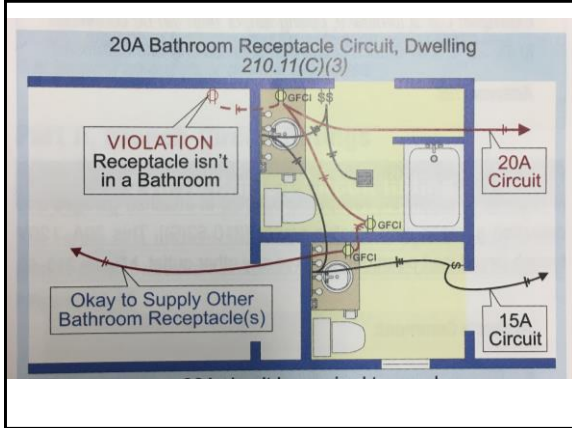 20A Bathroom Receptacle Circuit, Dwelling
210.11(C)(3)
GFCI
$$
VIOLATION
Receptacle isn't
in a Bathroom
20A
Circuit
GFCI
GFCI
$
Okay to Supply Other
Bathroom Receptacle(s)
15A
Circuit